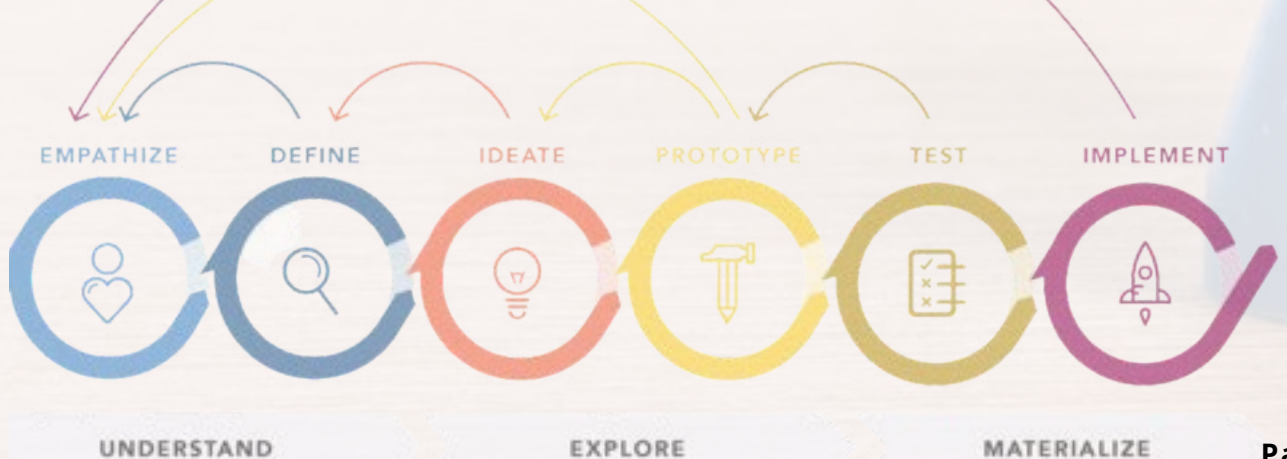 EMPATHIZE DEFINE IDEATE PROTOTYPE TEST IMPLEMENT
UNDERSTAND EXPLORE MATERIALIZE